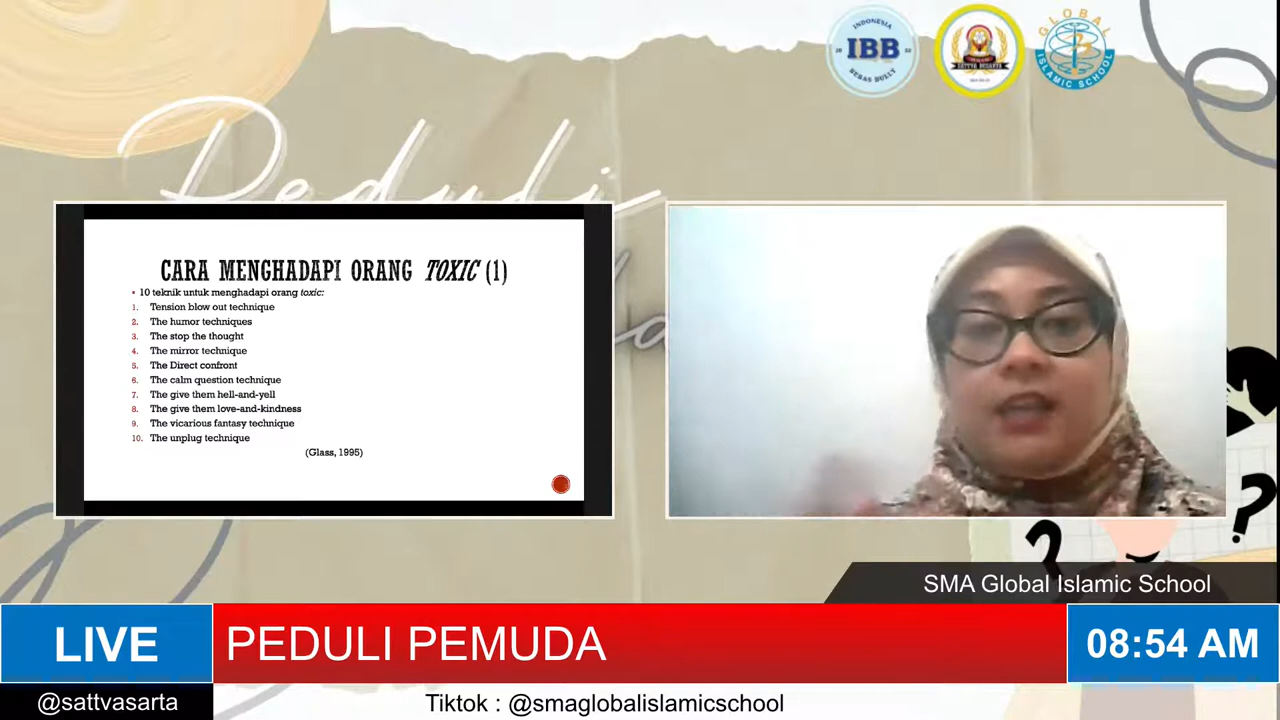 INDONESIA
IBB
BEBAS BULLY
SATTVA DISARTA
GLOBAL
ISLAMIC SCHOOL
Peduli
CARA MENGHADAPI ORANG TOXIC (1)
• 10 teknik untuk menghadapi orang toxic:
1. Tension blow out technique
2. The humor techniques
3. The stop the thought
4. The mirror technique
5. The Direct confront
6. The calm question technique
7. The give them hell-and-yell
8. The give them love-and-kindness
9. The vicarious fantasy technique
10. The unplug technique
(Glass, 1995)
?
?
SMA Global Islamic School
LIVE
PEDULI PEMUDA
08:54 AM
@sattvasarta
Tiktok : @smaglobalislamicschool